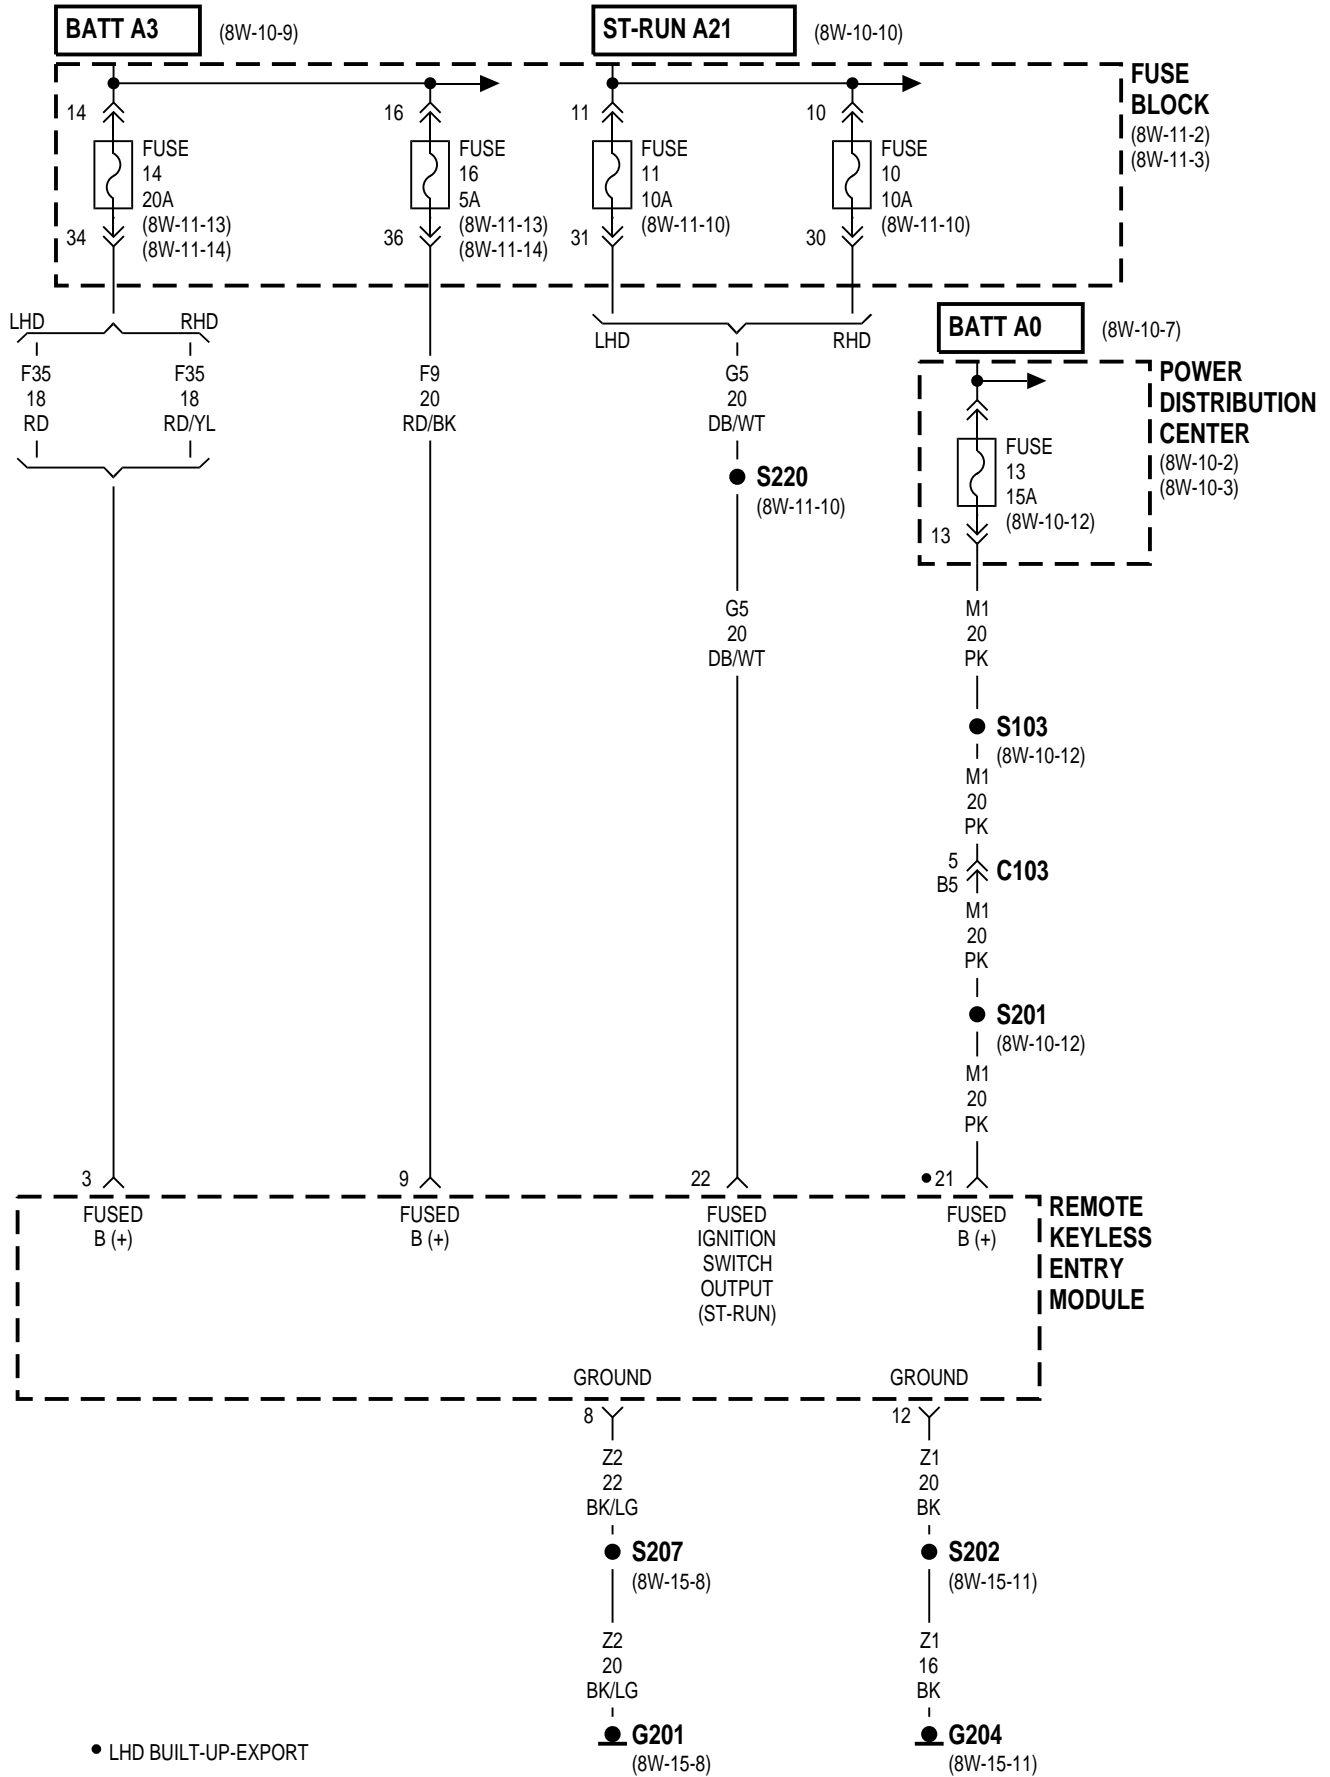 BATT A3 (8W-10-9)
ST-RUN A21 (8W-10-10)
FUSE
BLOCK
(8W-11-2)
(8W-11-3)
14
FUSE
14
20A
(8W-11-13)
(8W-11-14)
34
16
FUSE
16
5A
(8W-11-13)
(8W-11-14)
36
11
FUSE
11
10A
(8W-11-10)
31
10
FUSE
10
10A
(8W-11-10)
30
LHD RHD
F35
18
RD
F35
18
RD/YL
F9
20
RD/BK
LHD RHD
G5
20
DB/WT
S220
(8W-11-10)
G5
20
DB/WT
BATT A0 (8W-10-7)
POWER
DISTRIBUTION
CENTER
(8W-10-2)
(8W-10-3)
FUSE
13
15A
(8W-10-12)
13
M1
20
PK
S103
(8W-10-12)
M1
20
PK
5
B5
C103
M1
20
PK
S201
(8W-10-12)
M1
20
PK
3
FUSED
B (+)
9
FUSED
B (+)
22
FUSED
IGNITION
SWITCH
OUTPUT
(ST-RUN)
• 21
FUSED
B (+)
REMOTE
KEYLESS
ENTRY
MODULE
GROUND
8
Z2
22
BK/LG
S207
(8W-15-8)
Z2
20
BK/LG
G201
(8W-15-8)
GROUND
12
Z1
20
BK
S202
(8W-15-11)
Z1
16
BK
G204
(8W-15-11)
• LHD BUILT-UP-EXPORT